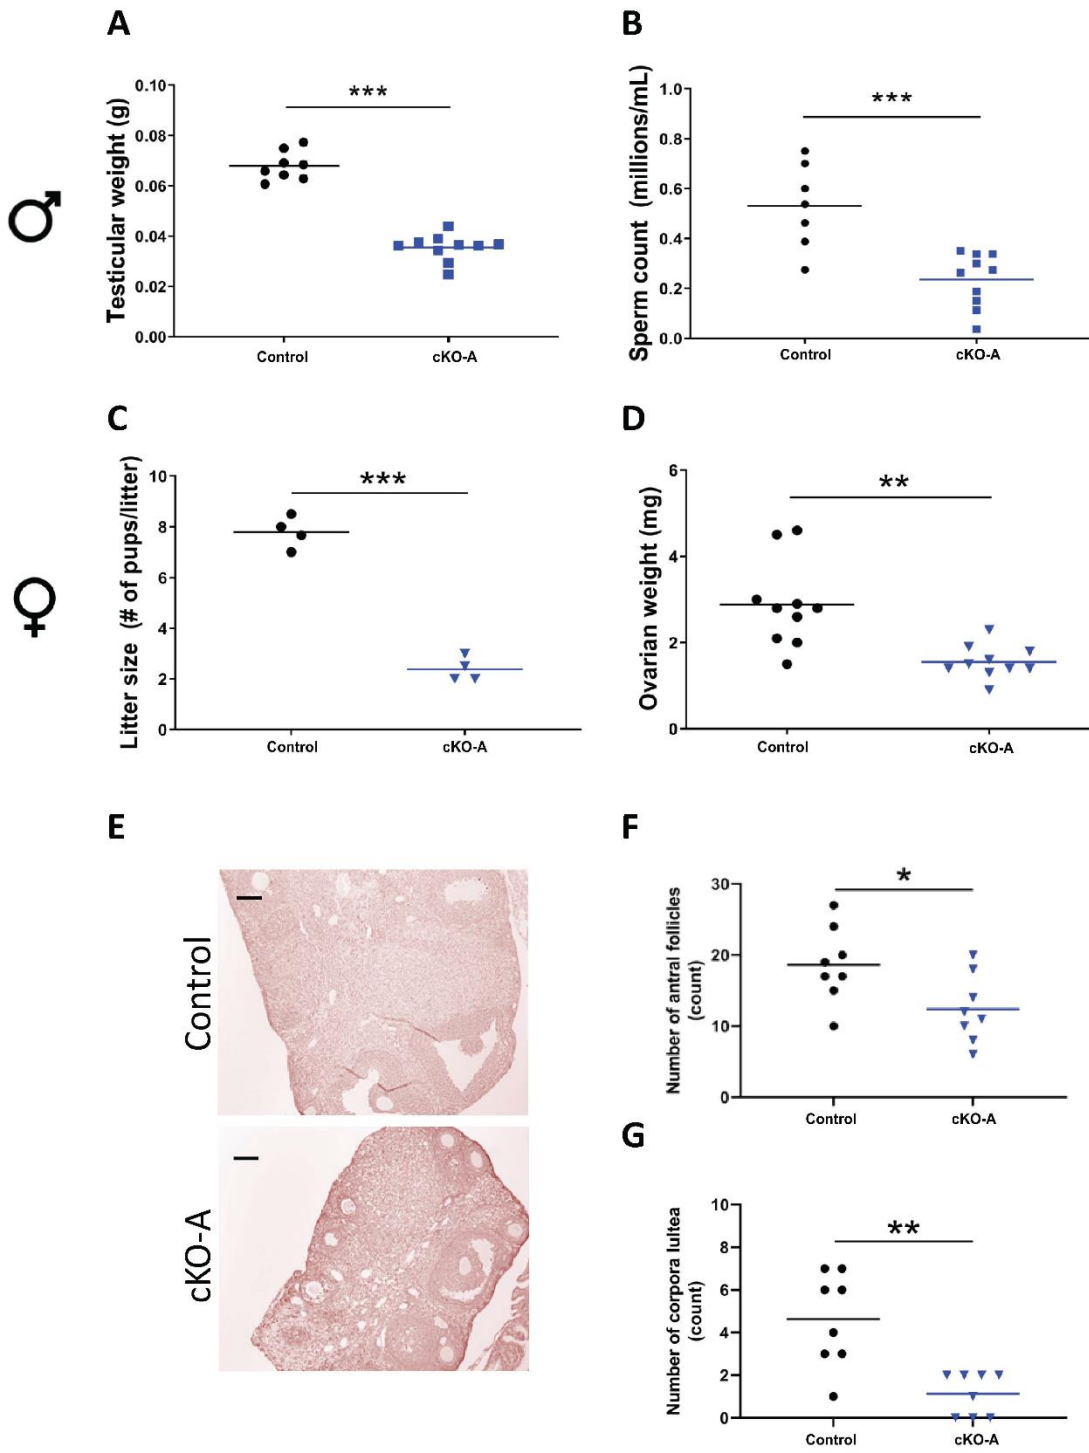 A
Testicular weight (g)
0.10
0.08
0.06
0.04
0.02
0.00
***
Control
cKO-A
B
Sperm count (millions/mL)
1.0
0.8
0.6
0.4
0.2
0.0
***
Control
cKO-A
C
Litter size (# of pups/litter)
10
8
6
4
2
0
***
Control
cKO-A
D
Ovarian weight (mg)
6
4
2
0
**
Control
cKO-A
E
Control
cKO-A
F
Number of antral follicles
(count)
30
20
10
0
*
Control
cKO-A
G
Number of corpora lultea
(count)
10
8
6
4
2
0
**
Control
cKO-A